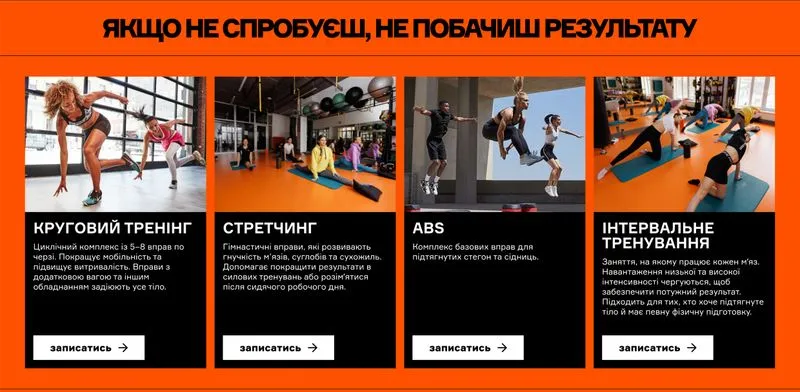 ЯКЩО НЕ СПРОБУЄШ, НЕ ПОБАЧИШ РЕЗУЛЬТАТУ
КРУГОВИЙ ТРЕНІНГ
Циклічний комплекс із 5–8 вправ по
черзі. Покращує мобільність та
підвищує витривалість. Вправи з
додатковою вагою та іншим
обладнанням задіюють усе тіло.
записатись →
СТРЕТЧИНГ
Гімнастичні вправи, які розвивають
гнучкість м'язів, суглобів та сухожиль.
Допомагає покращити результати в
силових тренувань або розім'ятися
після сидячого робочого дня.
записатись →
ABS
Комплекс базових вправ для
підтягнутих стегон та сідниць.
записатись →
ІНТЕРВАЛЬНЕ
ТРЕНУВАННЯ
Заняття, на якому працює кожен м'яз.
Навантаження низької та високої
інтенсивності чергуються, щоб
забезпечити потужний результат.
Підходить для тих, хто хоче підтягнуте
тіло й має певну фізичну підготовку.
записатись →